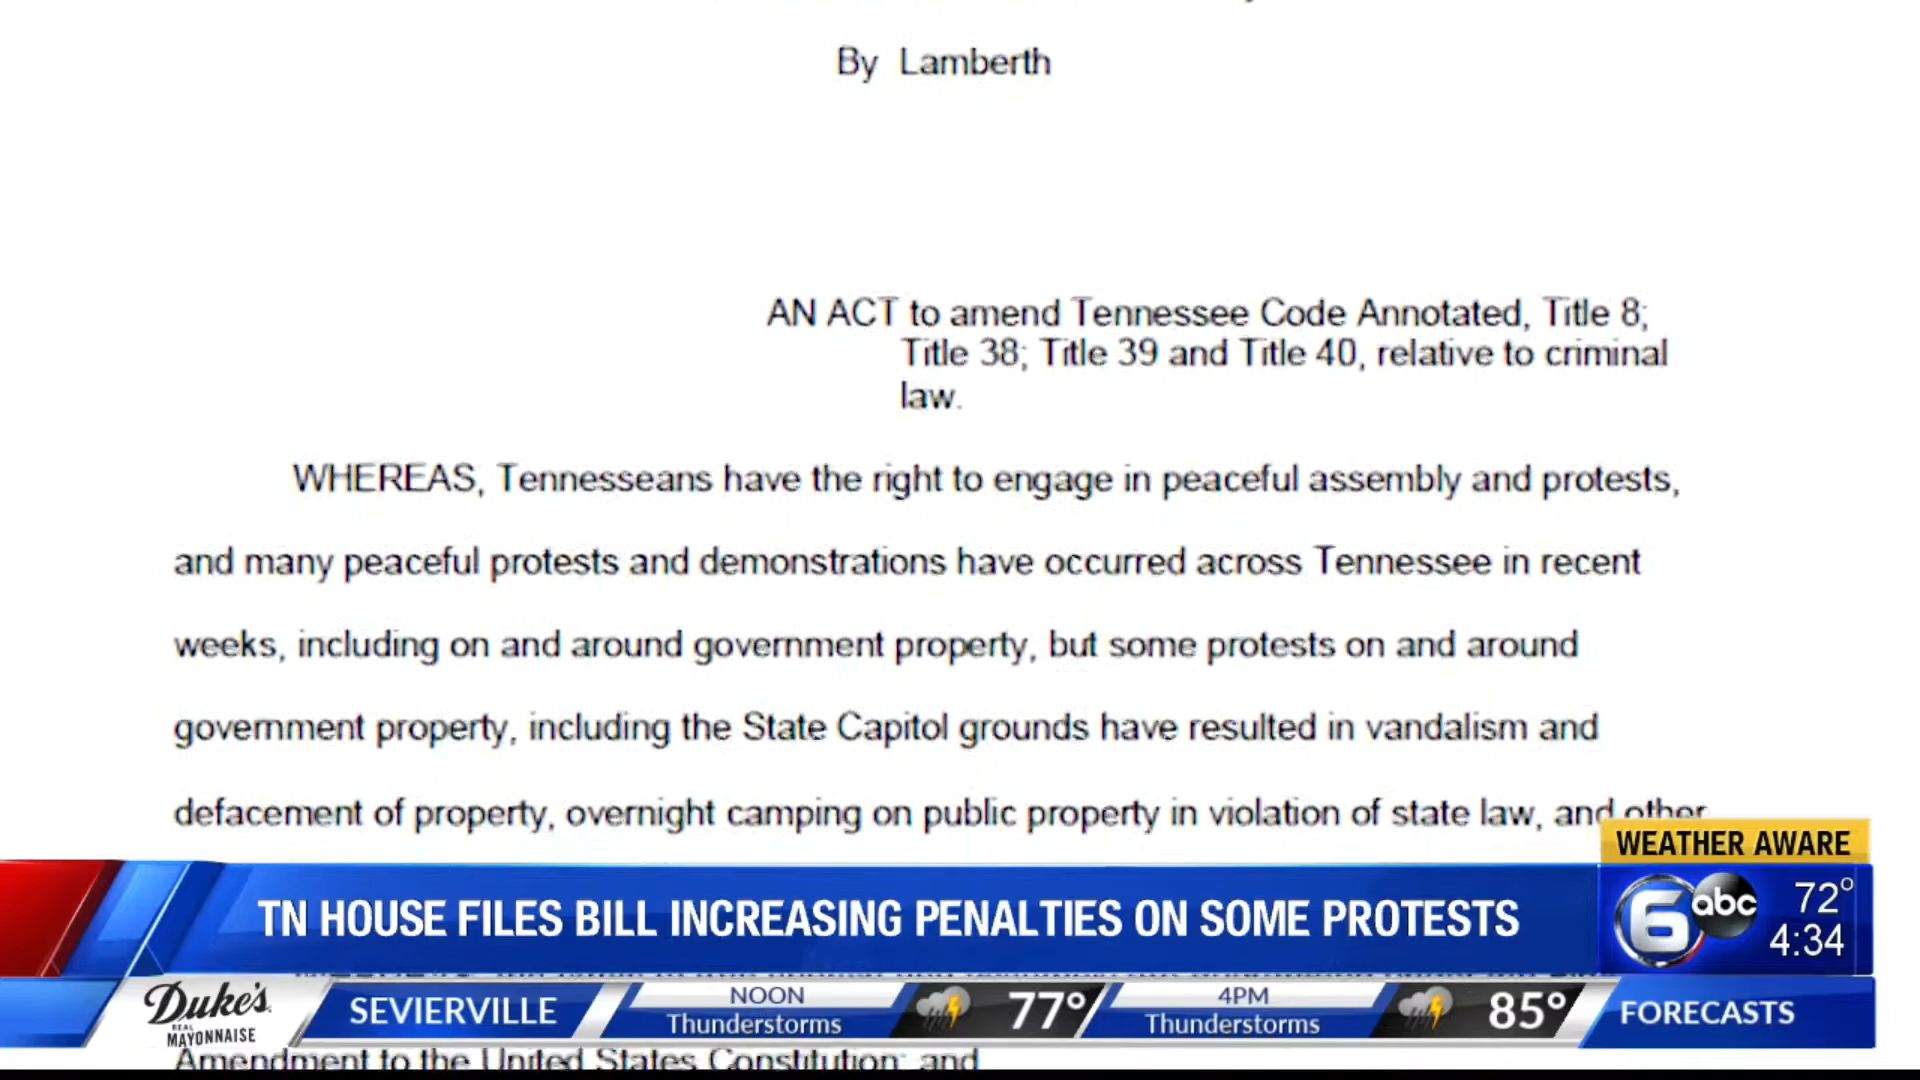 By Lamberth
AN ACT to amend Tennessee Code Annotated, Title 8;
Title 38; Title 39 and Title 40, relative to criminal
law.
WHEREAS, Tennesseans have the right to engage in peaceful assembly and protests,
and many peaceful protests and demonstrations have occurred across Tennessee in recent
weeks, including on and around government property, but some protests on and around
government property, including the State Capitol grounds have resulted in vandalism and
defacement of property, overnight camping on public property in violation of state law, and other
WEATHER AWARE
TN HOUSE FILES BILL INCREASING PENALTIES ON SOME PROTESTS
6 abc 72°
4:34
Duke's
REAL
MAYONNAISE
SEVIERVILLE
NOON
Thunderstorms
77°
4PM
Thunderstorms
85°
FORECASTS
Amendment to the United States Constitution; and